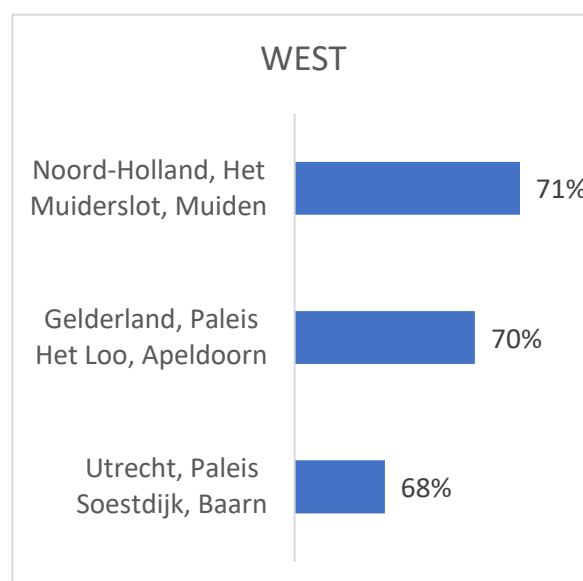 WEST
Noord-Holland, Het
Muiderslot, Muiden
71%
Gelderland, Paleis
Het Loo, Apeldoorn
70%
Utrecht, Paleis
Soestdijk, Baarn
68%